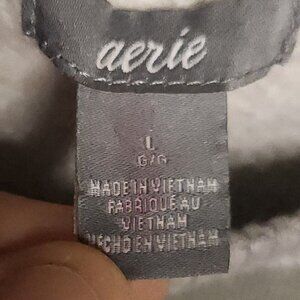 aerie
L
G/G
MADE IN VIETNAM
FABRIQUÉ AU
VIETNAM
HECHO EN VIETNAM